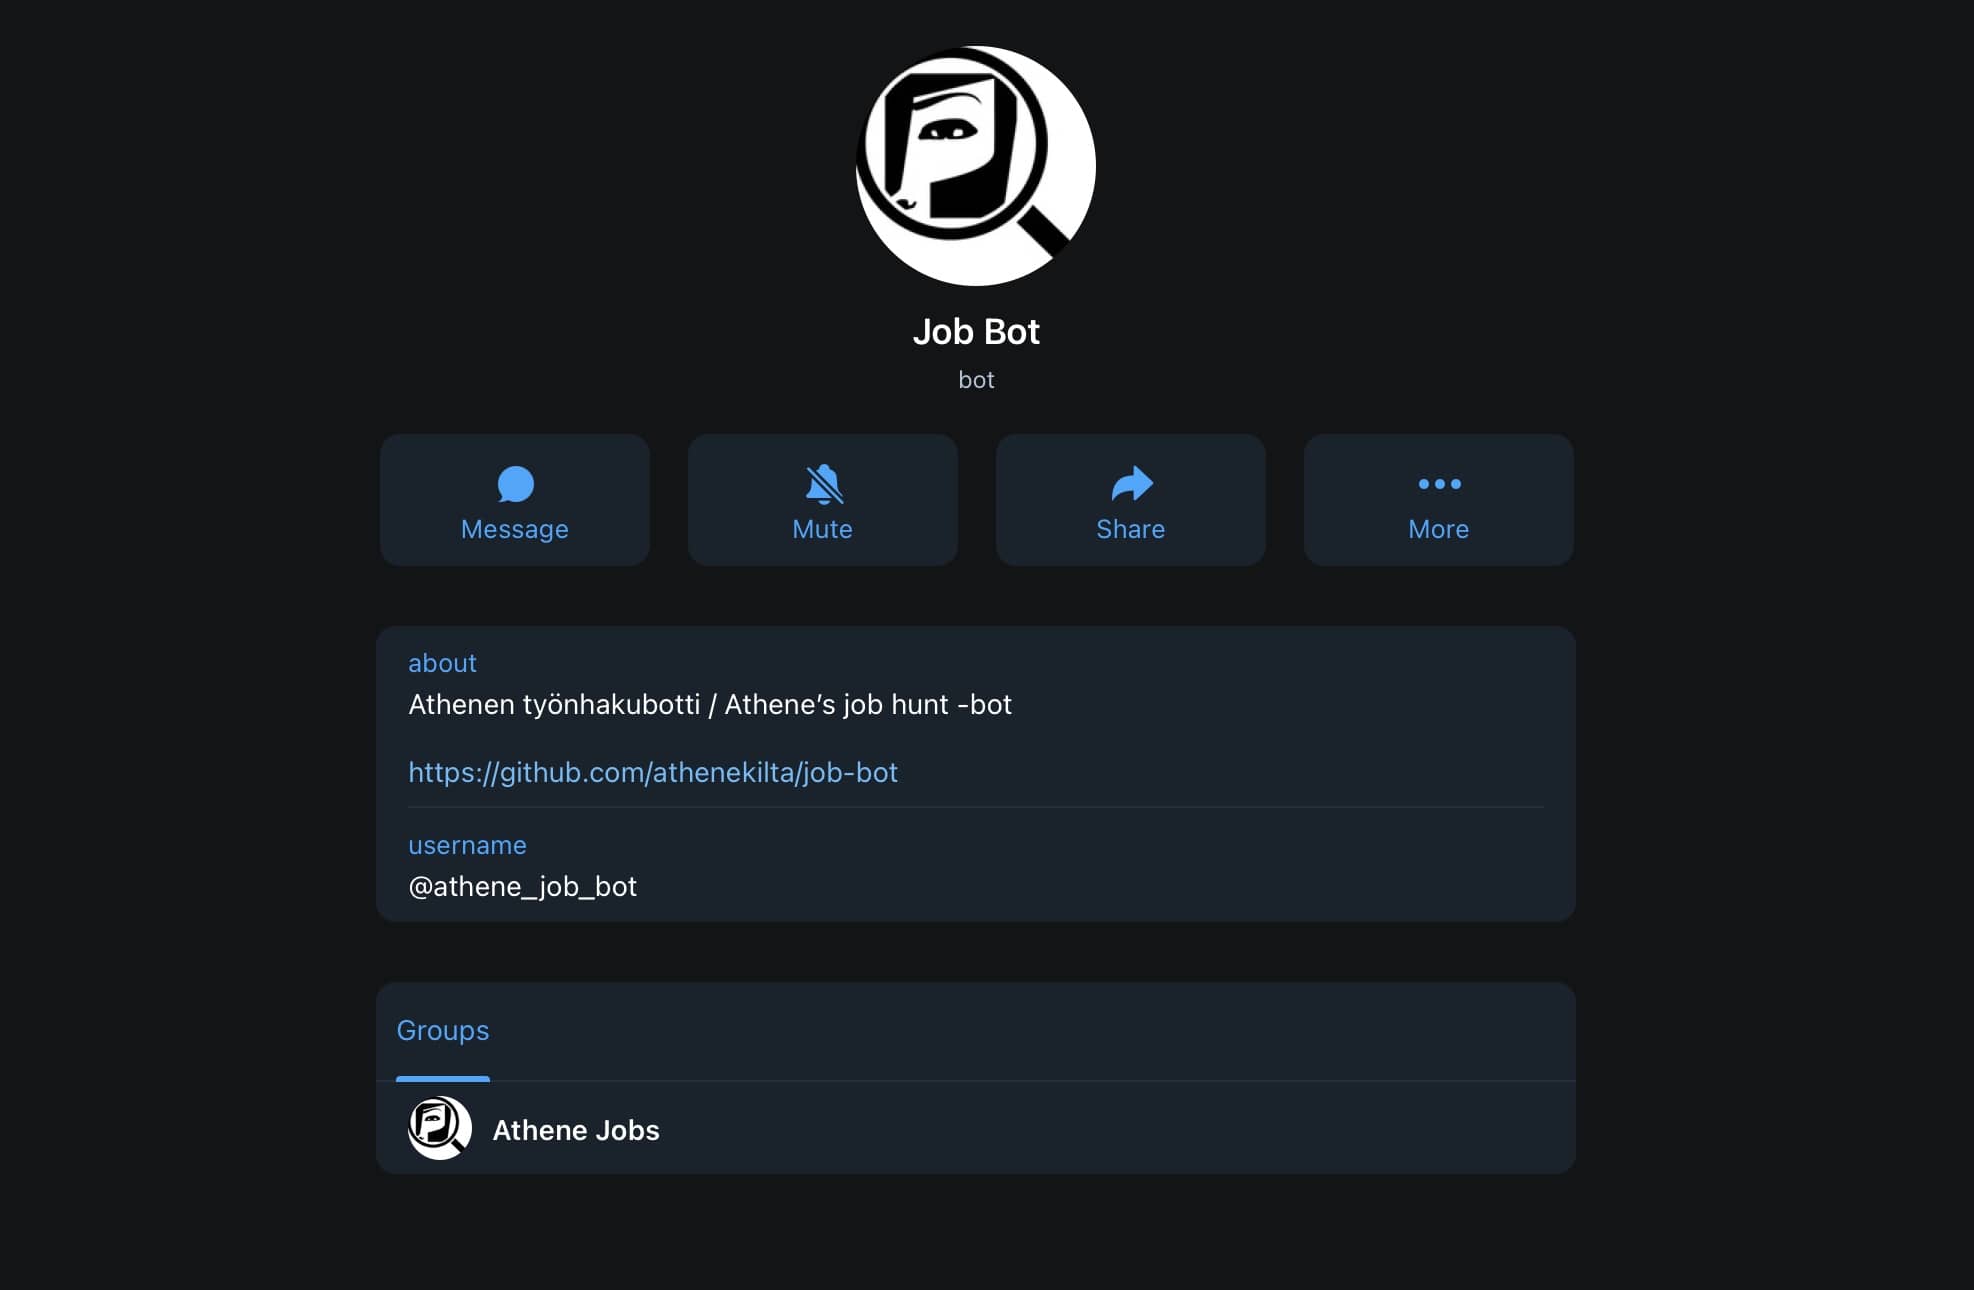 Job Bot
bot
Message
Mute
Share
More
about
Athenen työnhakubotti / Athene’s job hunt -bot
https://github.com/athenekilta/job-bot
username
@athene_job_bot
Groups
Athene Jobs